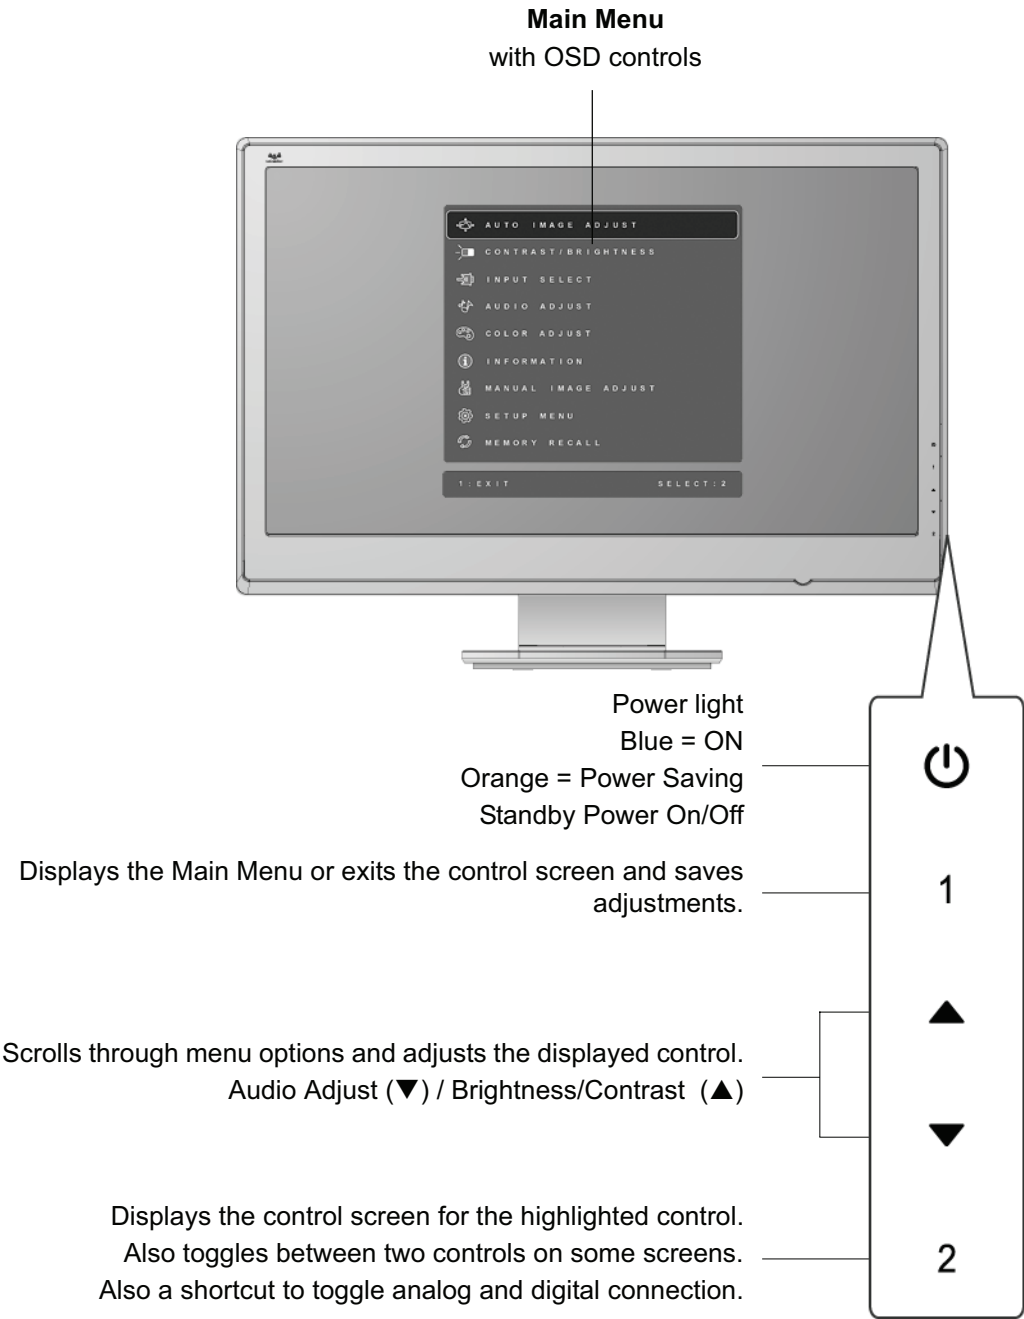 Main Menu
with OSD controls
AUTO IMAGE ADJUST
CONTRAST/BRIGHTNESS
INPUT SELECT
AUDIO ADJUST
COLOR ADJUST
INFORMATION
MANUAL IMAGE ADJUST
SETUP MENU
MEMORY RECALL
1:EXIT SELECT:2
Power light
Blue = ON
Orange = Power Saving
Standby Power On/Off
Displays the Main Menu or exits the control screen and saves
adjustments.
1
Scrolls through menu options and adjusts the displayed control.
Audio Adjust (▼) / Brightness/Contrast (▲)
Displays the control screen for the highlighted control.
Also toggles between two controls on some screens.
Also a shortcut to toggle analog and digital connection.
2